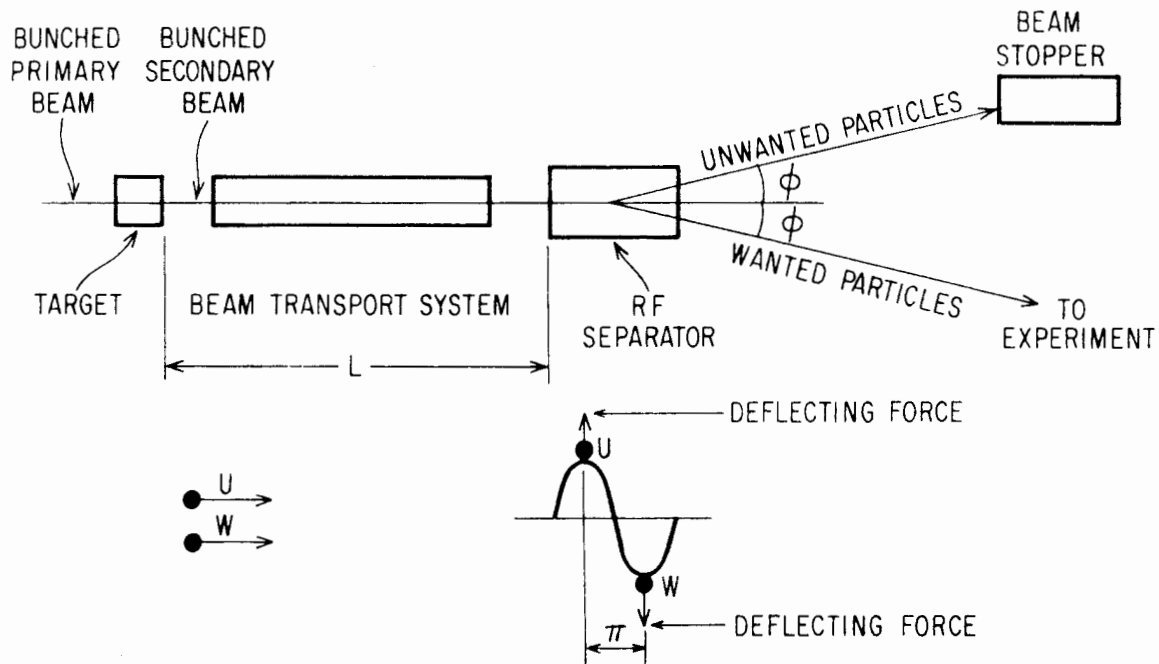 BUNCHED
PRIMARY
BEAM
BUNCHED
SECONDARY
BEAM
BEAM
STOPPER
UNWANTED PARTICLES
ϕ
ϕ
WANTED PARTICLES
TARGET
BEAM TRANSPORT SYSTEM
RF
SEPARATOR
TO
EXPERIMENT
L
DEFLECTING FORCE
U
U
W
W
DEFLECTING FORCE
π